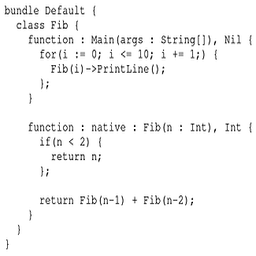 bundle Default {
  class Fib {
    function : Main(args : String[]), Nil {
      for(i := 0; i <= 10; i += 1;) {
        Fib(i)->PrintLine();
      };
    }

    function : native : Fib(n : Int), Int {
      if(n < 2) {
        return n;
      };

      return Fib(n-1) + Fib(n-2);
    }
  }
}